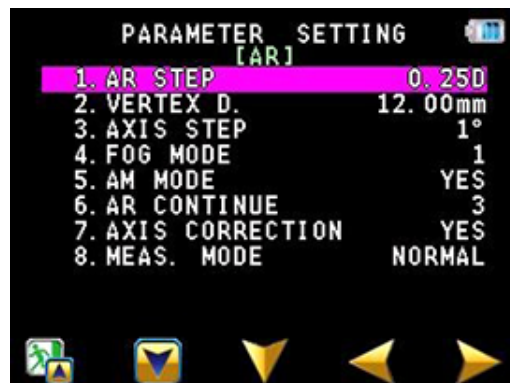 PARAMETER SETTING
[AR]
1. AR STEP 0.25D
2. VERTEX D. 12.00mm
3. AXIS STEP 1°
4. FOG MODE 1
5. AM MODE YES
6. AR CONTINUE 3
7. AXIS CORRECTION YES
8. MEAS. MODE NORMAL